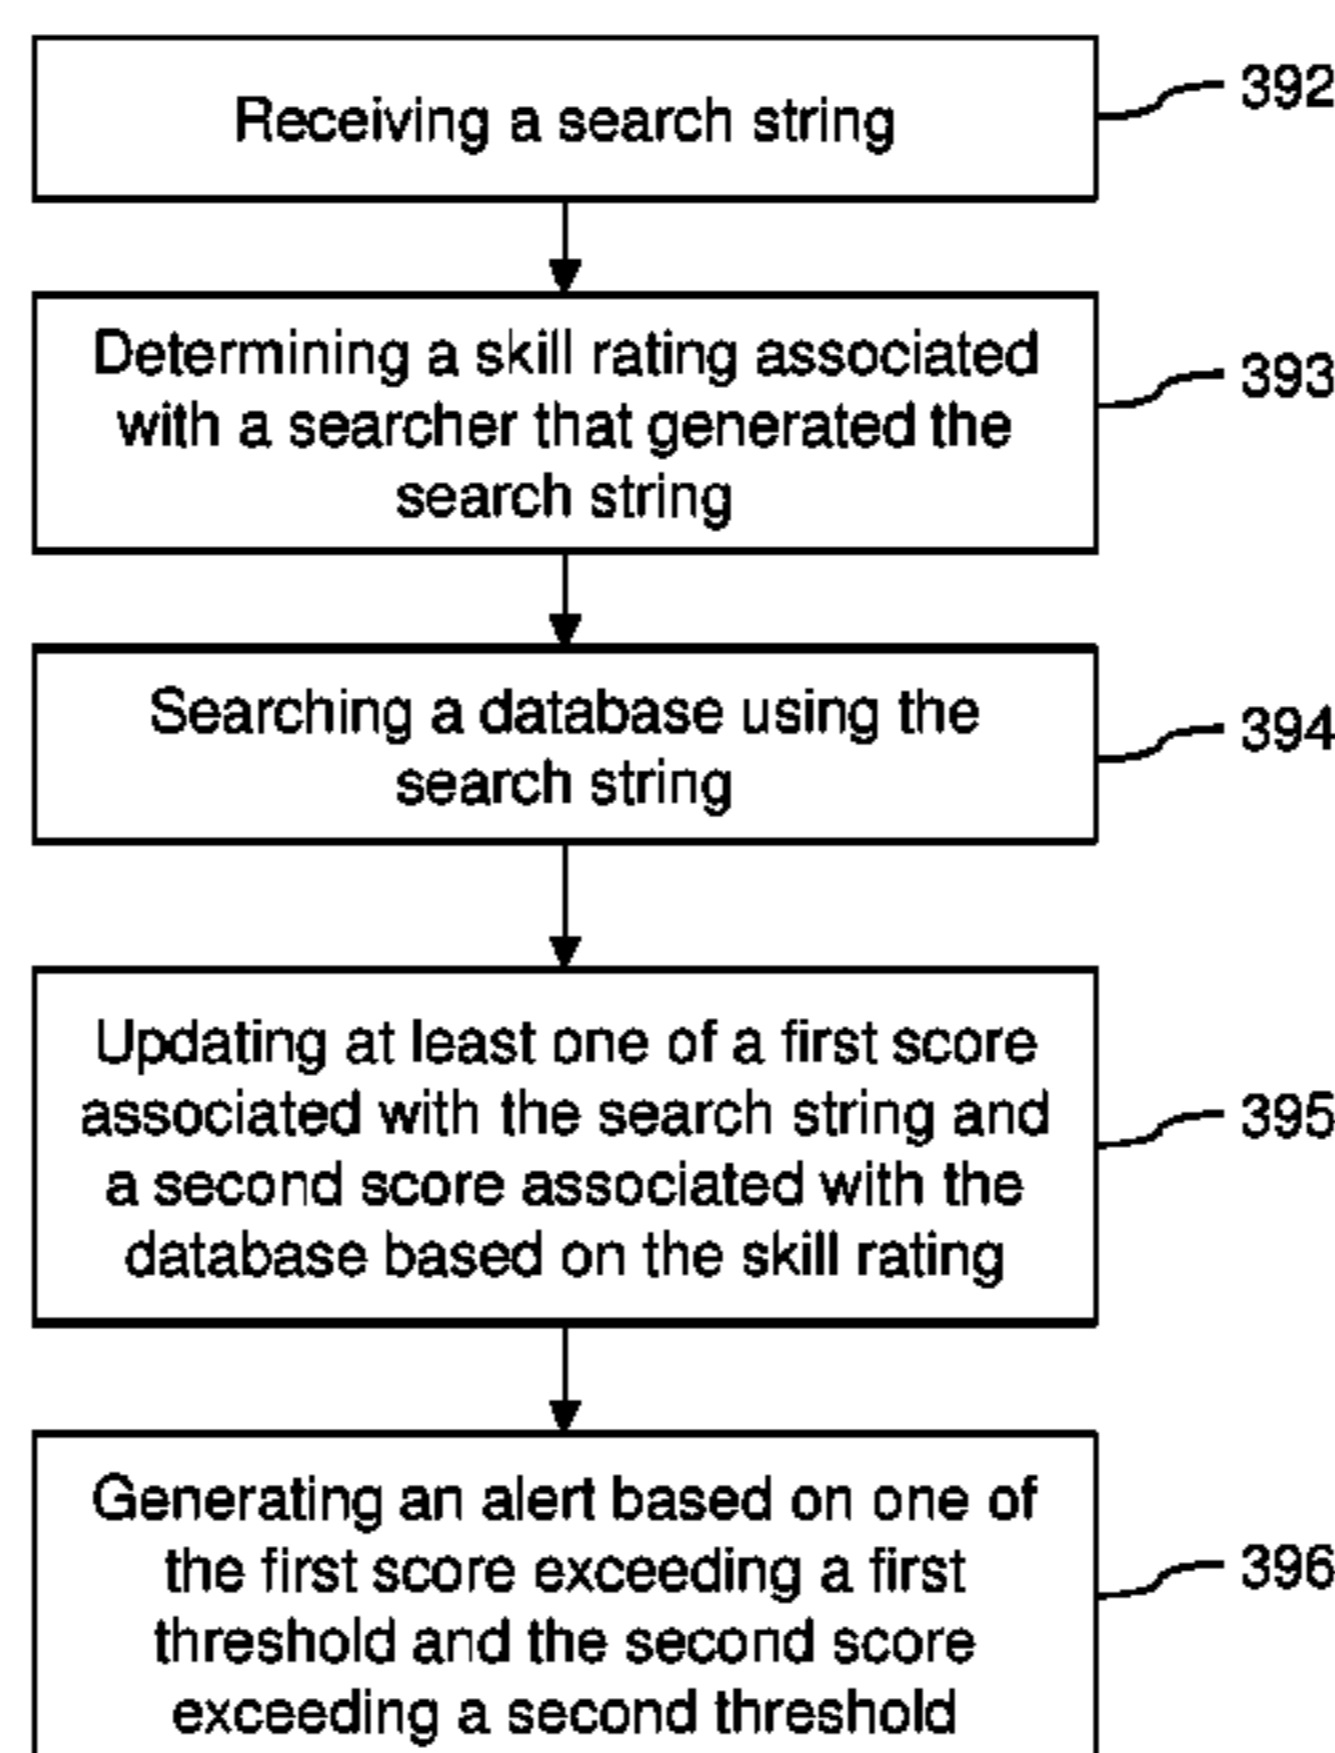 Receiving a search string
392
Determining a skill rating associated
with a searcher that generated the
search string
393
Searching a database using the
search string
394
Updating at least one of a first score
associated with the search string and
a second score associated with the
database based on the skill rating
395
Generating an alert based on one of
the first score exceeding a first
threshold and the second score
exceeding a second threshold
396